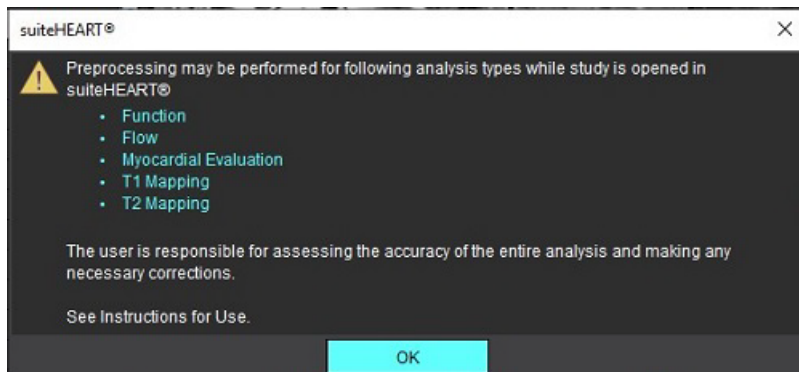 suiteHEART®
Preprocessing may be performed for following analysis types while study is opened in
suiteHEART®
• Function
• Flow
• Myocardial Evaluation
• T1 Mapping
• T2 Mapping
The user is responsible for assessing the accuracy of the entire analysis and making any
necessary corrections.
See Instructions for Use.
OK